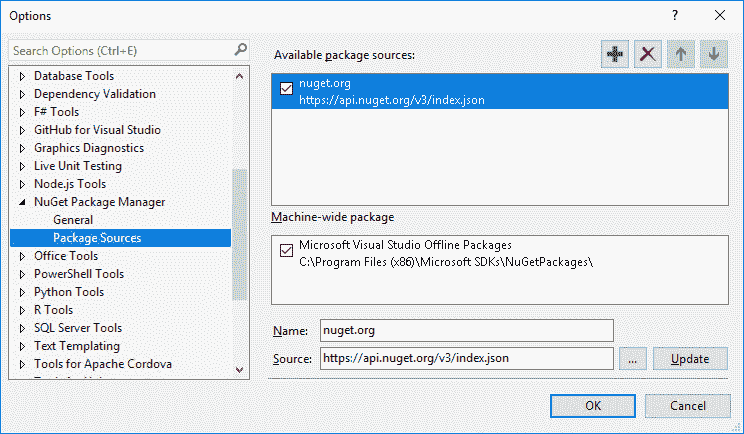 Options
Search Options (Ctrl+E)
Database Tools
Dependency Validation
F# Tools
GitHub for Visual Studio
Graphics Diagnostics
Live Unit Testing
Node.js Tools
NuGet Package Manager
General
Package Sources
Office Tools
PowerShell Tools
Python Tools
R Tools
SQL Server Tools
Text Templating
Tools for Apache Cordova
Available package sources:
nuget.org
https://api.nuget.org/v3/index.json
Machine-wide package
Microsoft Visual Studio Offline Packages
C:\Program Files (x86)\Microsoft SDKs\NuGetPackages\
Name: nuget.org
Source: https://api.nuget.org/v3/index.json ... Update
OK Cancel